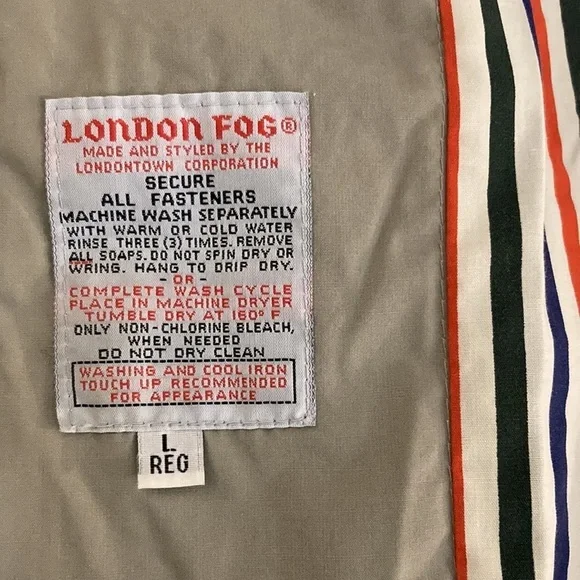 LONDON FOG®
MADE AND STYLED BY THE
LONDONTOWN CORPORATION
SECURE
ALL FASTENERS
MACHINE WASH SEPARATELY
WITH WARM OR COLD WATER
RINSE THREE (3) TIMES. REMOVE
ALL SOAPS. DO NOT SPIN DRY OR
WRING. HANG TO DRIP DRY.
- OR -
COMPLETE WASH CYCLE
PLACE IN MACHINE DRYER
TUMBLE DRY AT 160° F
ONLY NON-CHLORINE BLEACH,
WHEN NEEDED
DO NOT DRY CLEAN
WASHING AND COOL IRON
TOUCH UP RECOMMENDED
FOR APPEARANCE
L
REG